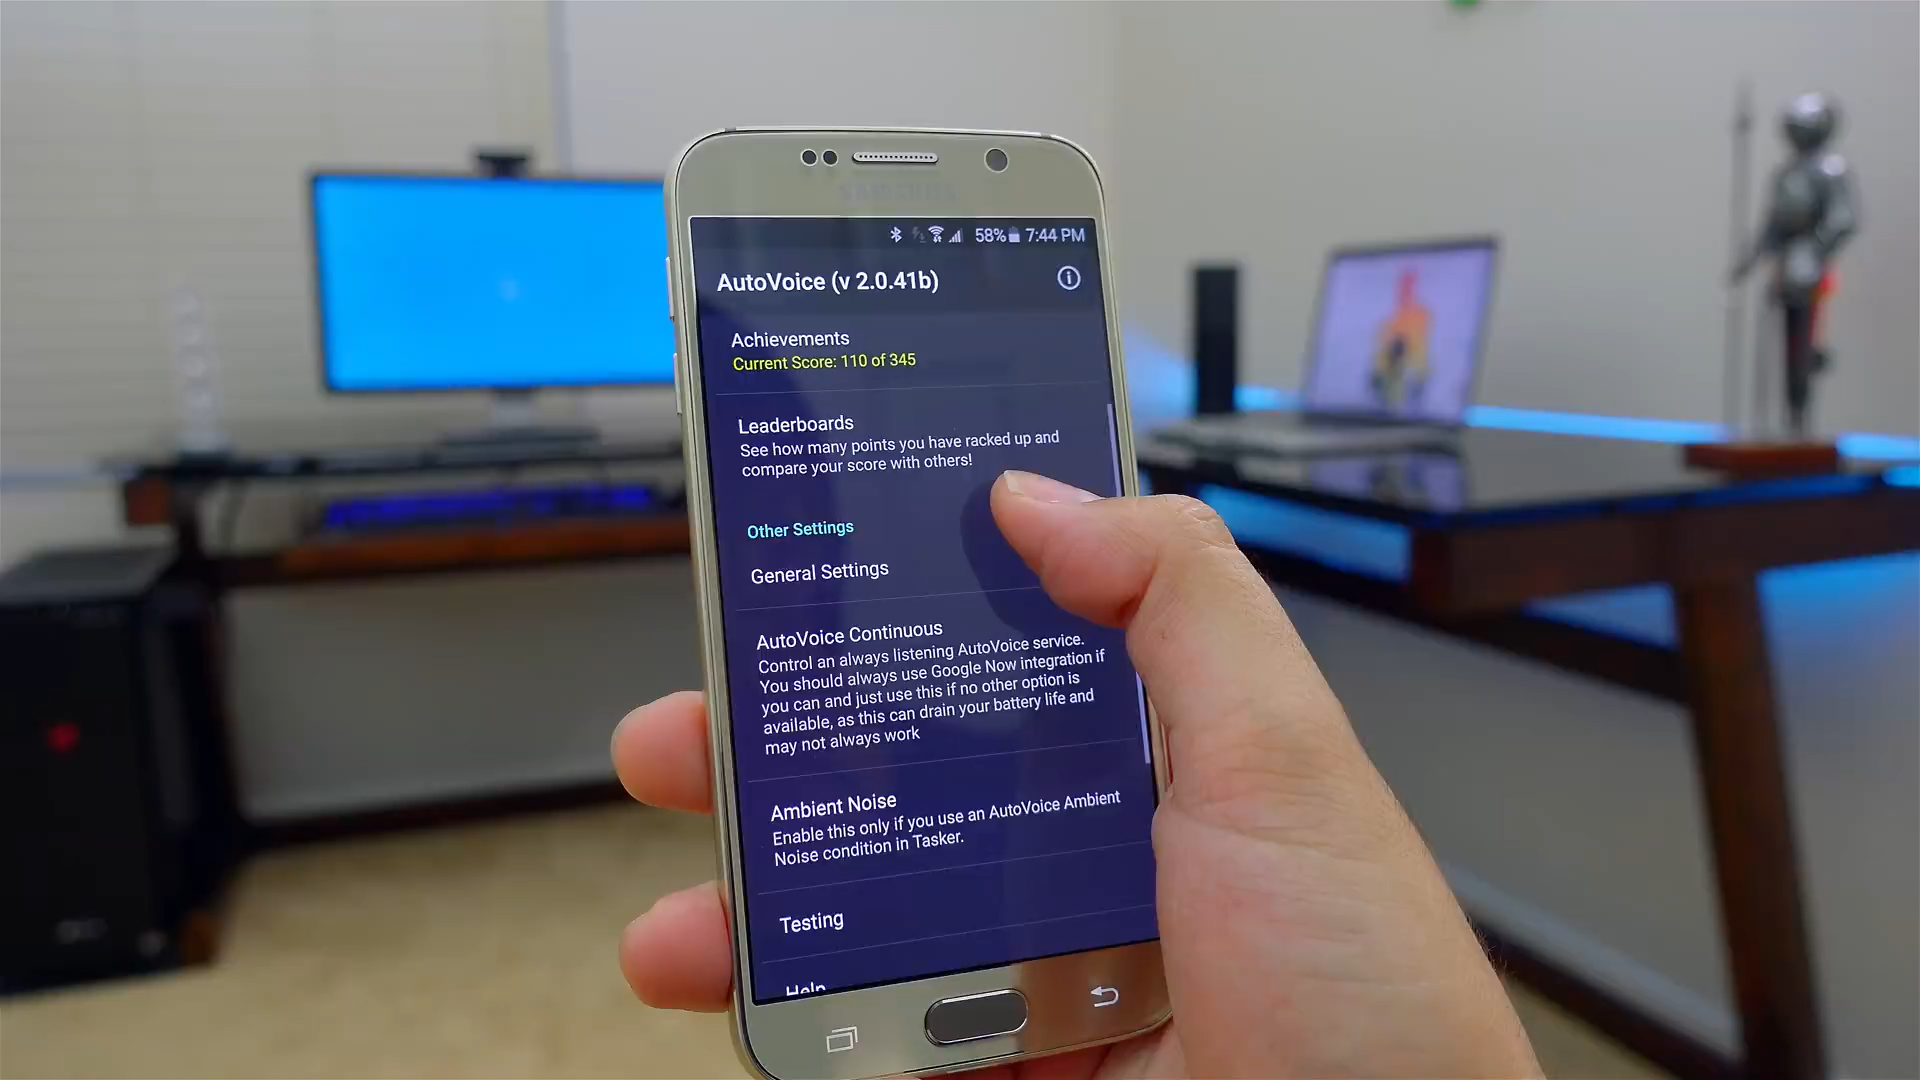 SAMSUNG
58% 7:44 PM
AutoVoice (v 2.0.41b)
Achievements
Current Score: 110 of 345
Leaderboards
See how many points you have racked up and
compare your score with others!
Other Settings
General Settings
AutoVoice Continuous
Control an always listening AutoVoice service.
You should always use Google Now integration if
you can and just use this if no other option is
available, as this can drain your battery life and
may not always work
Ambient Noise
Enable this only if you use an AutoVoice Ambient
Noise condition in Tasker.
Testing
Help